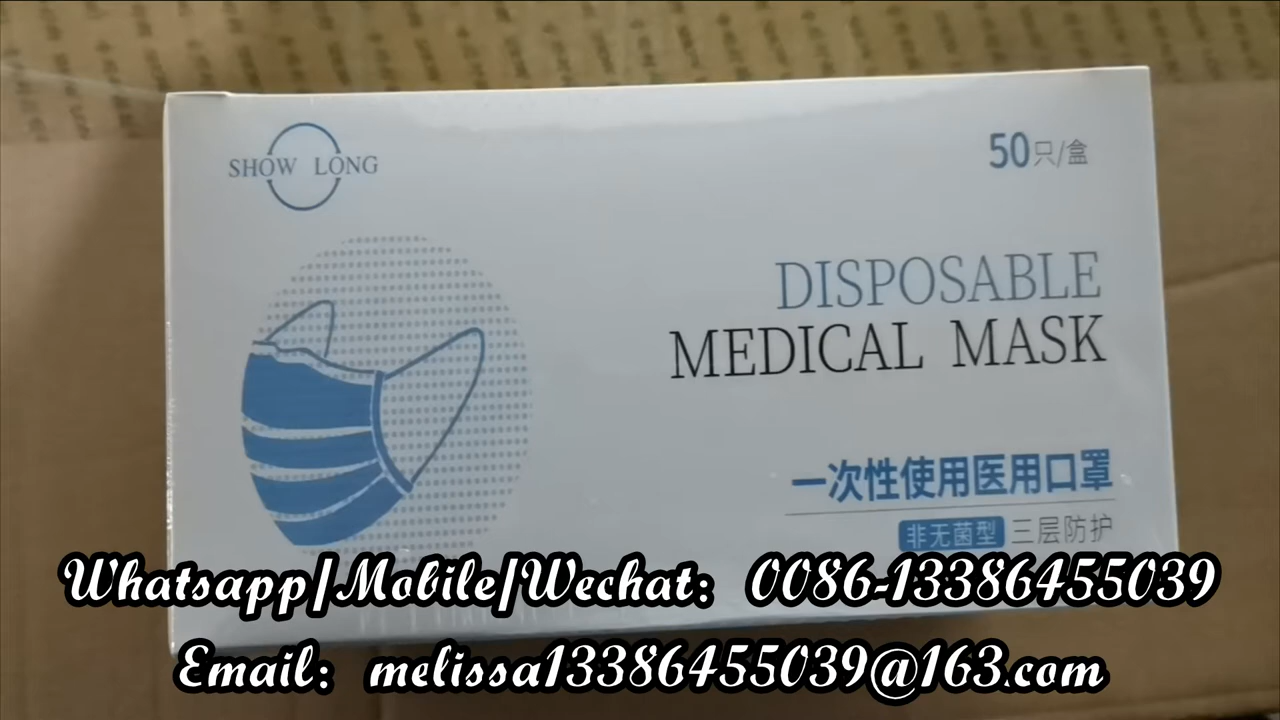 SHOW LONG
50只/盒
DISPOSABLE
MEDICAL MASK
一次性使用医用口罩
非无菌型 三层防护
Whatsapp/Mobile/Wechat: 0086-13386455039
Email: melissa13386455039@163.com